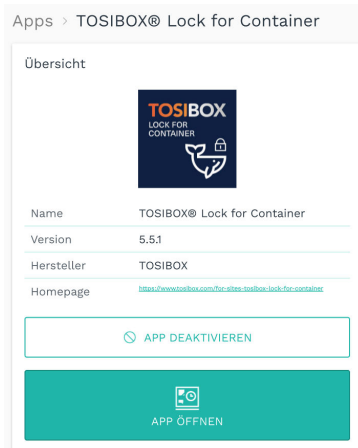 Apps > TOSIBOX® Lock for Container
Übersicht
TOSIBOX
LOCK FOR
CONTAINER
Name TOSIBOX® Lock for Container
Version 5.5.1
Hersteller TOSIBOX
Homepage https://www.tosibox.com/for-sites-tosibox-lock-for-container
APP DEAKTIVIEREN
APP ÖFFNEN